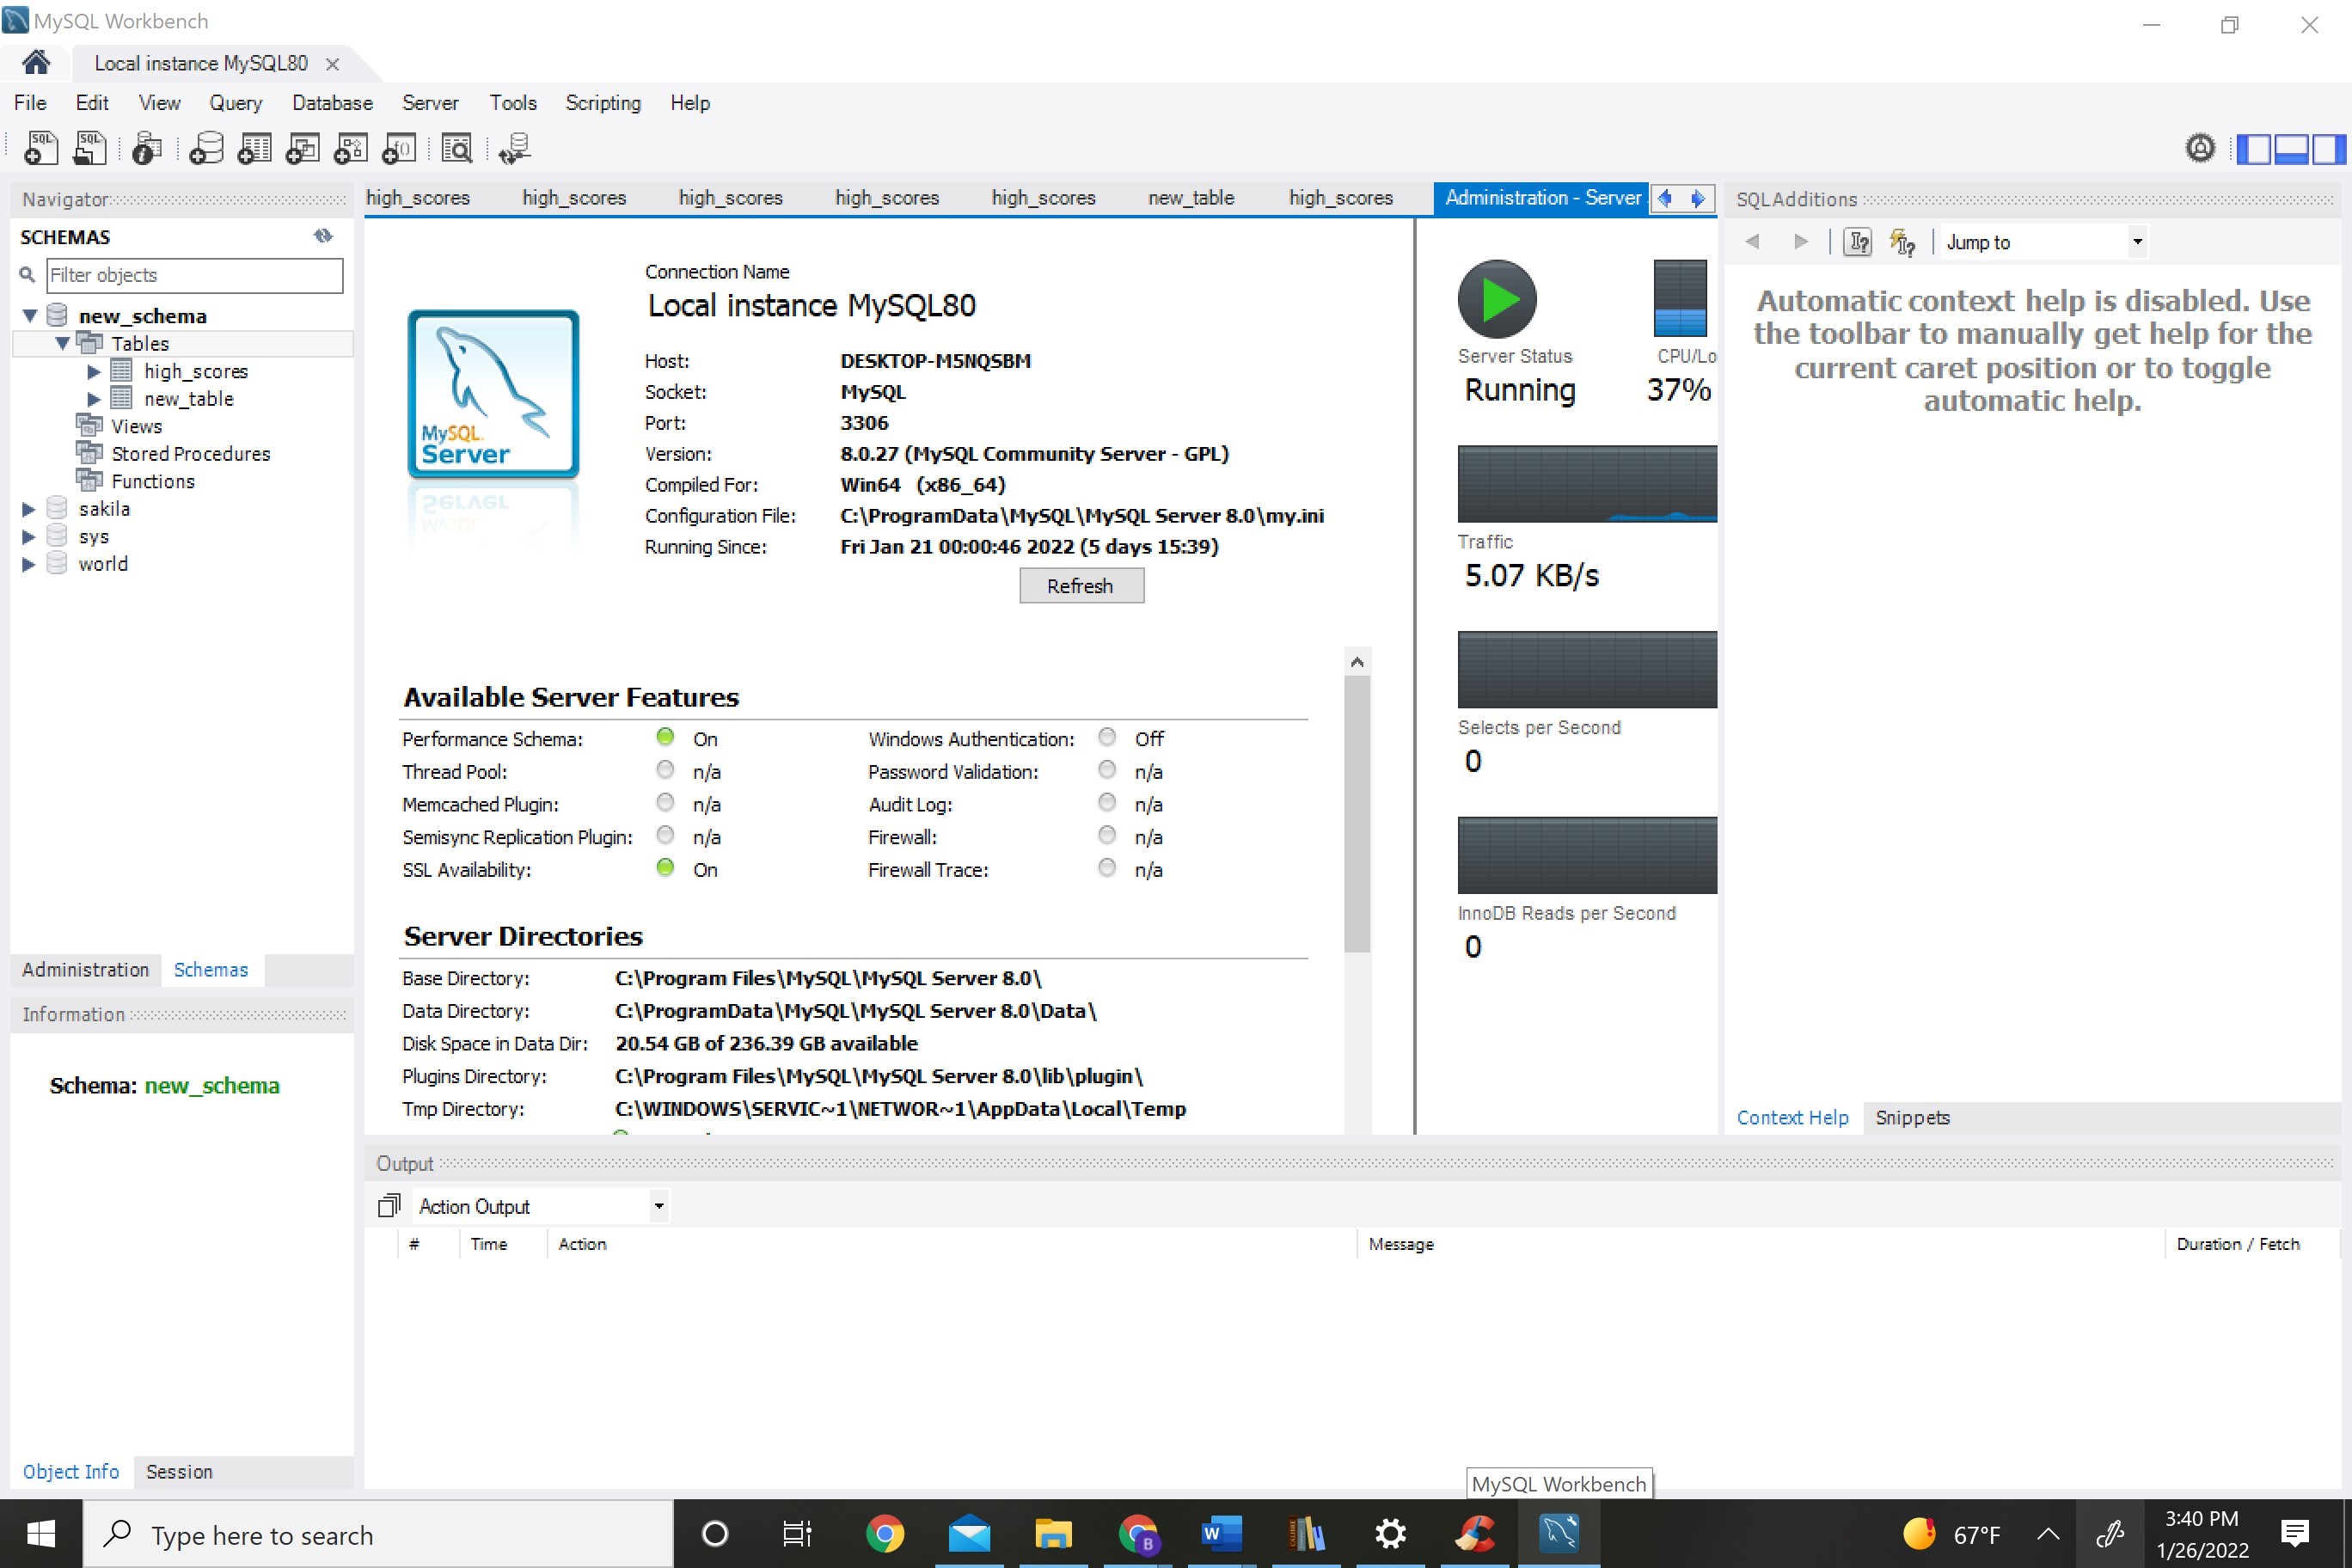 MySQL Workbench
Local instance MySQL80
File Edit View Query Database Server Tools Scripting Help
Navigator
SCHEMAS
Filter objects
new_schema
Tables
high_scores
new_table
Views
Stored Procedures
Functions
sakila
sys
world
Administration Schemas
Information
Schema: new_schema
Object Info Session
high_scores high_scores high_scores high_scores high_scores new_table high_scores Administration - Server
Connection Name
Local instance MySQL80
MySQL
Server
Host: DESKTOP-M5NQSBM
Socket: MySQL
Port: 3306
Version: 8.0.27 (MySQL Community Server - GPL)
Compiled For: Win64 (x86_64)
Configuration File: C:\ProgramData\MySQL\MySQL Server 8.0\my.ini
Running Since: Fri Jan 21 00:00:46 2022 (5 days 15:39)
Refresh
Available Server Features
Performance Schema: On Windows Authentication: Off
Thread Pool: n/a Password Validation: n/a
Memcached Plugin: n/a Audit Log: n/a
Semisync Replication Plugin: n/a Firewall: n/a
SSL Availability: On Firewall Trace: n/a
Server Directories
Base Directory: C:\Program Files\MySQL\MySQL Server 8.0\
Data Directory: C:\ProgramData\MySQL\MySQL Server 8.0\Data\
Disk Space in Data Dir: 20.54 GB of 236.39 GB available
Plugins Directory: C:\Program Files\MySQL\MySQL Server 8.0\lib\plugin\
Tmp Directory: C:\WINDOWS\SERVIC~1\NETWOR~1\AppData\Local\Temp
Server Status CPU/Lo
Running 37%
Traffic
5.07 KB/s
Selects per Second
0
InnoDB Reads per Second
0
SQLAdditions
Jump to
Automatic context help is disabled. Use
the toolbar to manually get help for the
current caret position or to toggle
automatic help.
Context Help Snippets
Output
Action Output
# Time Action Message Duration / Fetch
MySQL Workbench
Type here to search
67°F
3:40 PM
1/26/2022